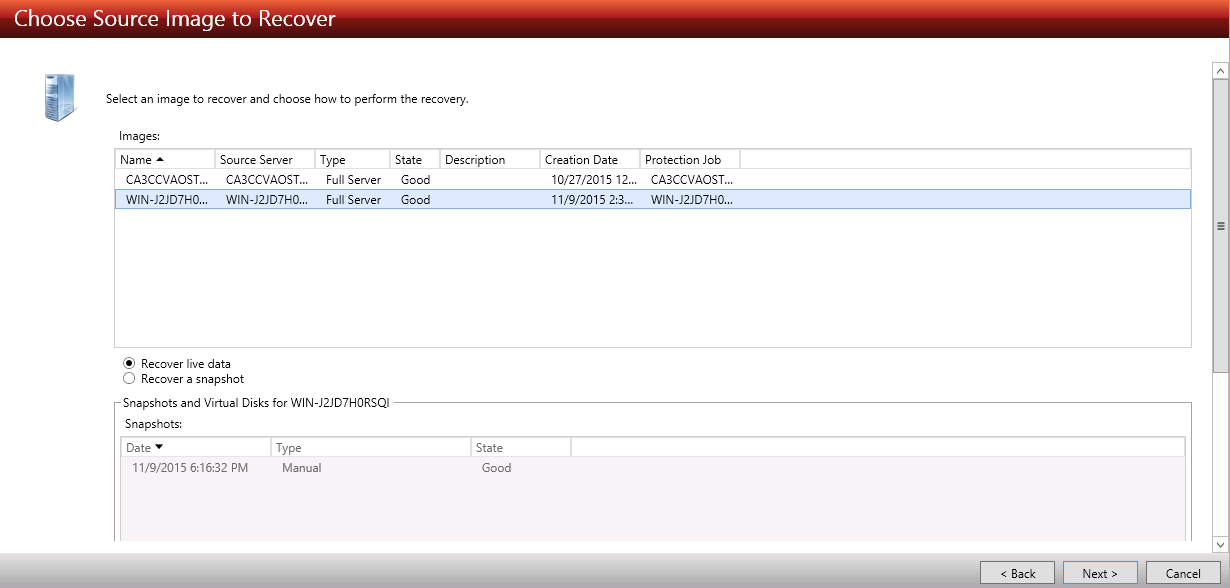 Choose Source Image to Recover
Select an image to recover and choose how to perform the recovery.
Images:
Name Source Server Type State Description Creation Date Protection Job
CA3CCVAOST... CA3CCVAOST... Full Server Good 10/27/2015 12... CA3CCVAOST...
WIN-J2JD7H0... WIN-J2JD7H0... Full Server Good 11/9/2015 2:3... WIN-J2JD7H0...
Recover live data
Recover a snapshot
Snapshots and Virtual Disks for WIN-J2JD7H0RSQI
Snapshots:
Date Type State
11/9/2015 6:16:32 PM Manual Good
< Back Next > Cancel